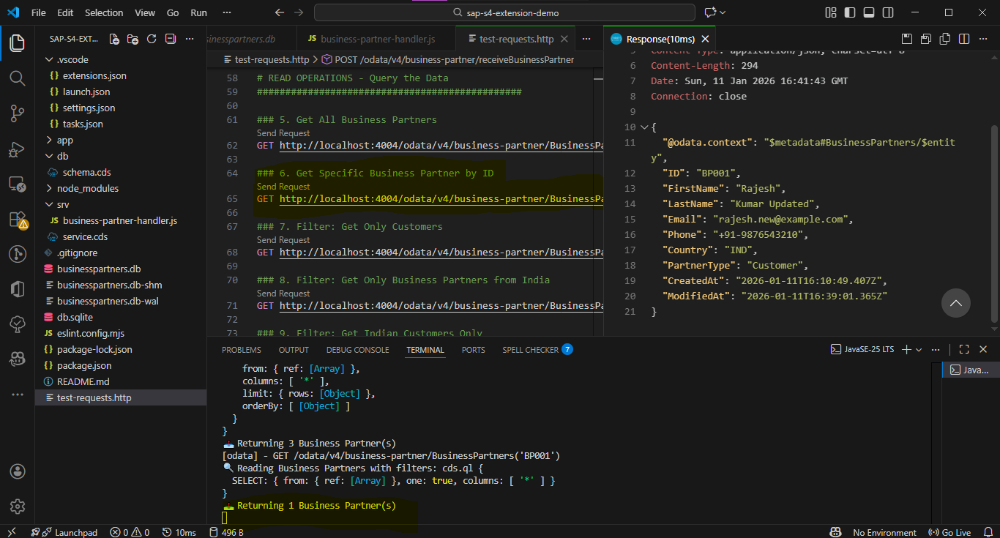 File Edit Selection View Go Run ···
sap-s4-extension-demo
SAP-S4-EXT...
.vscode
{} extensions.json
{} launch.json
{} settings.json
{} tasks.json
app
db
schema.cds
node_modules
srv
JS business-partner-handler.js
service.cds
.gitignore
businesspartners.db
businesspartners.db-shm
businesspartners.db-wal
db.sqlite
JS eslint.config.mjs
{} package-lock.json
{} package.json
README.md
test-requests.http
businesspartners.db
JS business-partner-handler.js
test-requests.http
test-requests.http > POST /odata/v4/business-partner/receiveBusinessPartner
58 # READ OPERATIONS - Query the Data
59 ###############################################
60
61 ### 5. Get All Business Partners
Send Request
62 GET http://localhost:4004/odata/v4/business-partner/BusinessPa
63
64 ### 6. Get Specific Business Partner by ID
Send Request
65 GET http://localhost:4004/odata/v4/business-partner/BusinessPa
66
67 ### 7. Filter: Get Only Customers
Send Request
68 GET http://localhost:4004/odata/v4/business-partner/BusinessPa
69
70 ### 8. Filter: Get Only Business Partners from India
Send Request
71 GET http://localhost:4004/odata/v4/business-partner/BusinessPa
72
73 ### 9. Filter: Get Indian Customers Only
Response(10ms)
5 Content-Type: application/json; charset=utf-8
6 Content-Length: 294
7 Date: Sun, 11 Jan 2026 16:41:43 GMT
8 Connection: close
9
10 {
11 "@odata.context": "$metadata#BusinessPartners/$entit
y",
12 "ID": "BP001",
13 "FirstName": "Rajesh",
14 "LastName": "Kumar Updated",
15 "Email": "rajesh.new@example.com",
16 "Phone": "+91-9876543210",
17 "Country": "IND",
18 "PartnerType": "Customer",
19 "CreatedAt": "2026-01-11T16:10:49.407Z",
20 "ModifiedAt": "2026-01-11T16:39:01.365Z"
21 }
PROBLEMS OUTPUT DEBUG CONSOLE TERMINAL PORTS SPELL CHECKER 7
JavaSE-25 LTS
Java...
from: { ref: [Array] },
columns: [ '*' ],
limit: { rows: [Object] },
orderBy: [ [Object] ]
}
}
Returning 3 Business Partner(s)
[odata] - GET /odata/v4/business-partner/BusinessPartners('BP001')
Reading Business Partners with filters: cds.ql {
SELECT: { from: { ref: [Array] }, one: true, columns: [ '*' ] }
}
Returning 1 Business Partner(s)
Launchpad 0 0 10ms 496 B No Environment Go Live